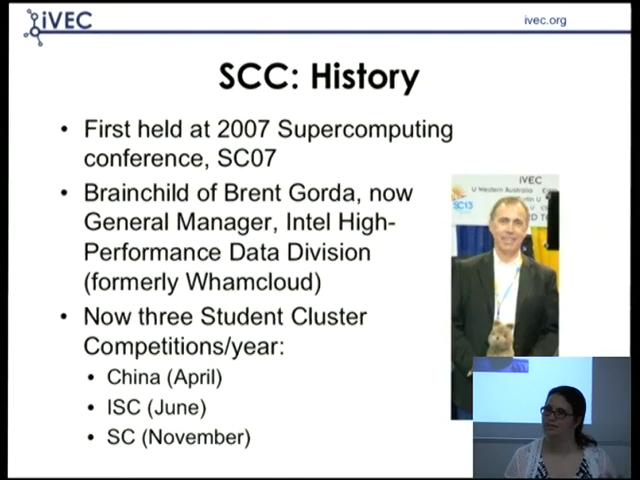 iVEC
ivec.org
SCC: History
• First held at 2007 Supercomputing
conference, SC07
• Brainchild of Brent Gorda, now
General Manager, Intel High-
Performance Data Division
(formerly Whamcloud)
• Now three Student Cluster
Competitions/year:
• China (April)
• ISC (June)
• SC (November)
iVEC
U Western Australia
SC13